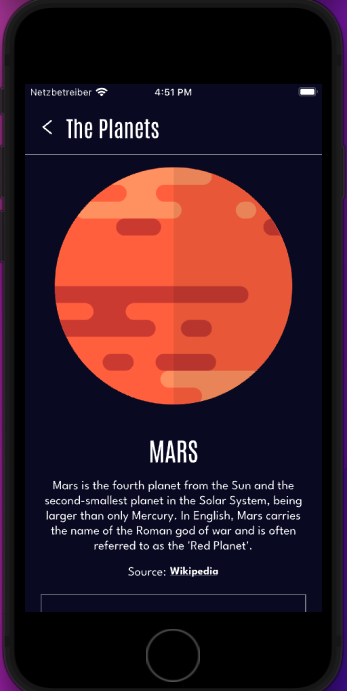 Netzbetreiber 4:51 PM
The Planets
MARS
Mars is the fourth planet from the Sun and the
second-smallest planet in the Solar System, being
larger than only Mercury. In English, Mars carries
the name of the Roman god of war and is often
referred to as the 'Red Planet'.
Source: Wikipedia